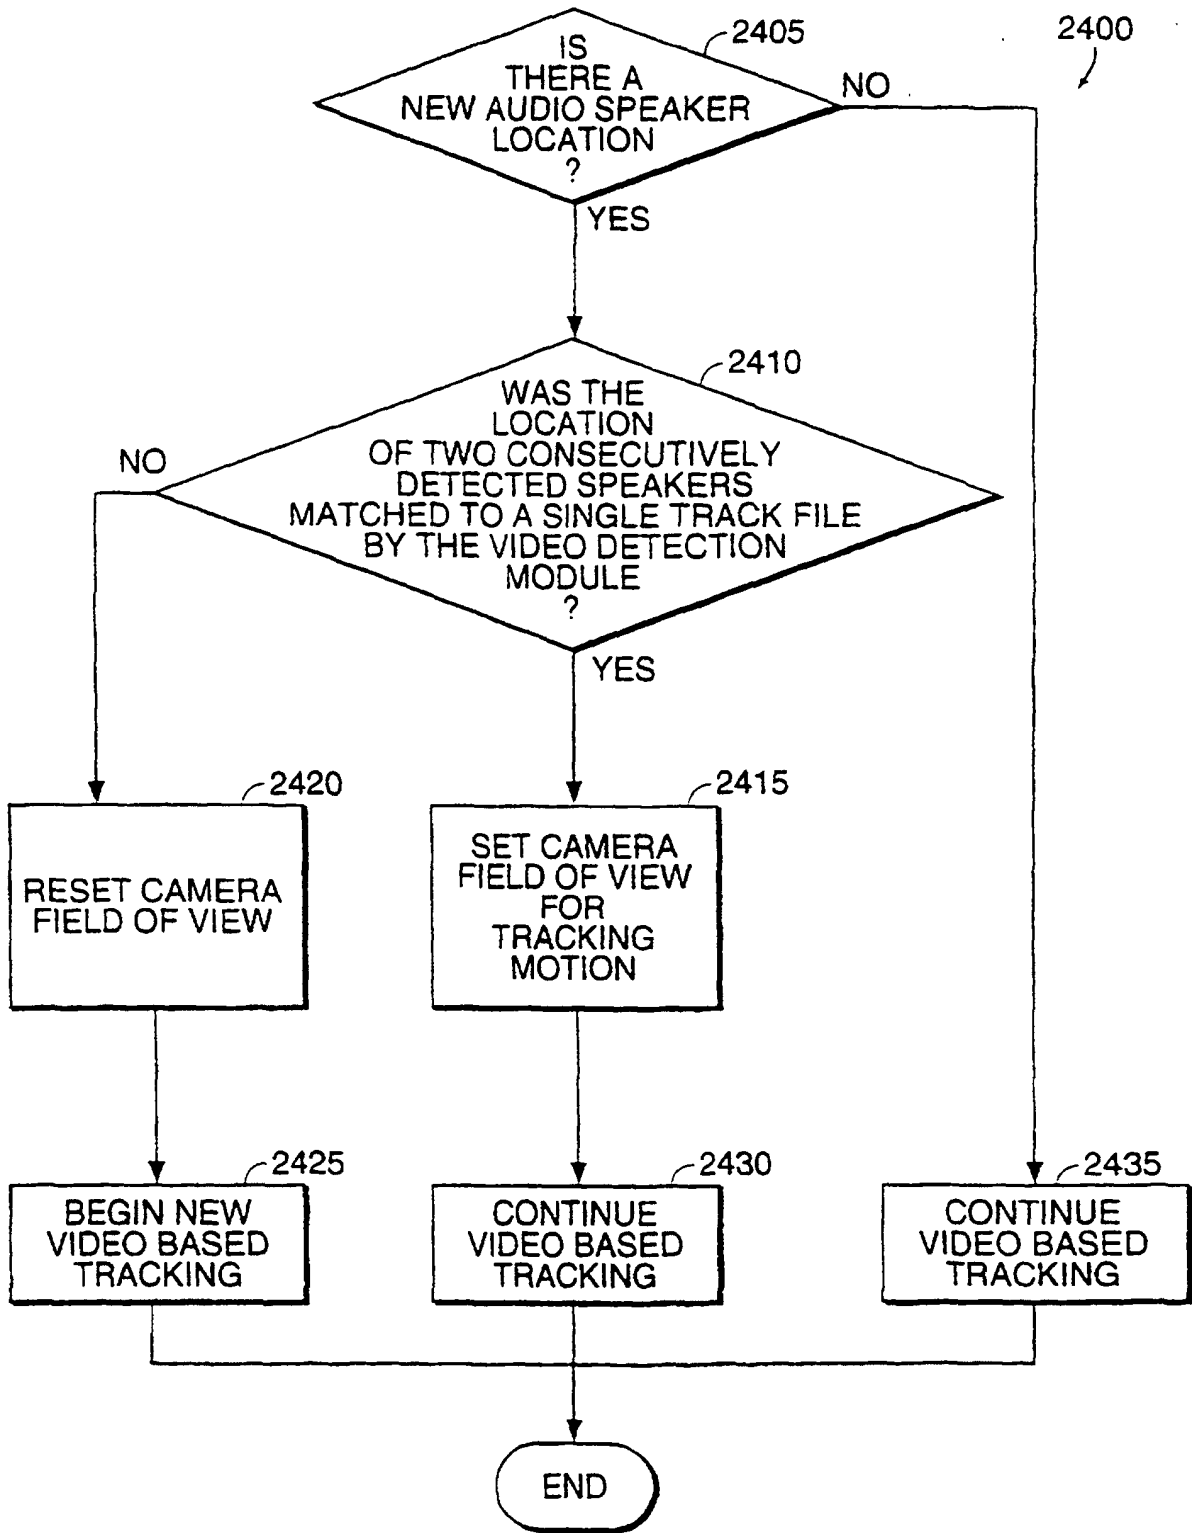 2405
2400
IS
THERE A
NEW AUDIO SPEAKER
LOCATION
?
NO
YES
2410
WAS THE
LOCATION
OF TWO CONSECUTIVELY
DETECTED SPEAKERS
MATCHED TO A SINGLE TRACK FILE
BY THE VIDEO DETECTION
MODULE
?
NO
YES
2420
RESET CAMERA
FIELD OF VIEW
2415
SET CAMERA
FIELD OF VIEW
FOR
TRACKING
MOTION
2425
BEGIN NEW
VIDEO BASED
TRACKING
2430
CONTINUE
VIDEO BASED
TRACKING
2435
CONTINUE
VIDEO BASED
TRACKING
END